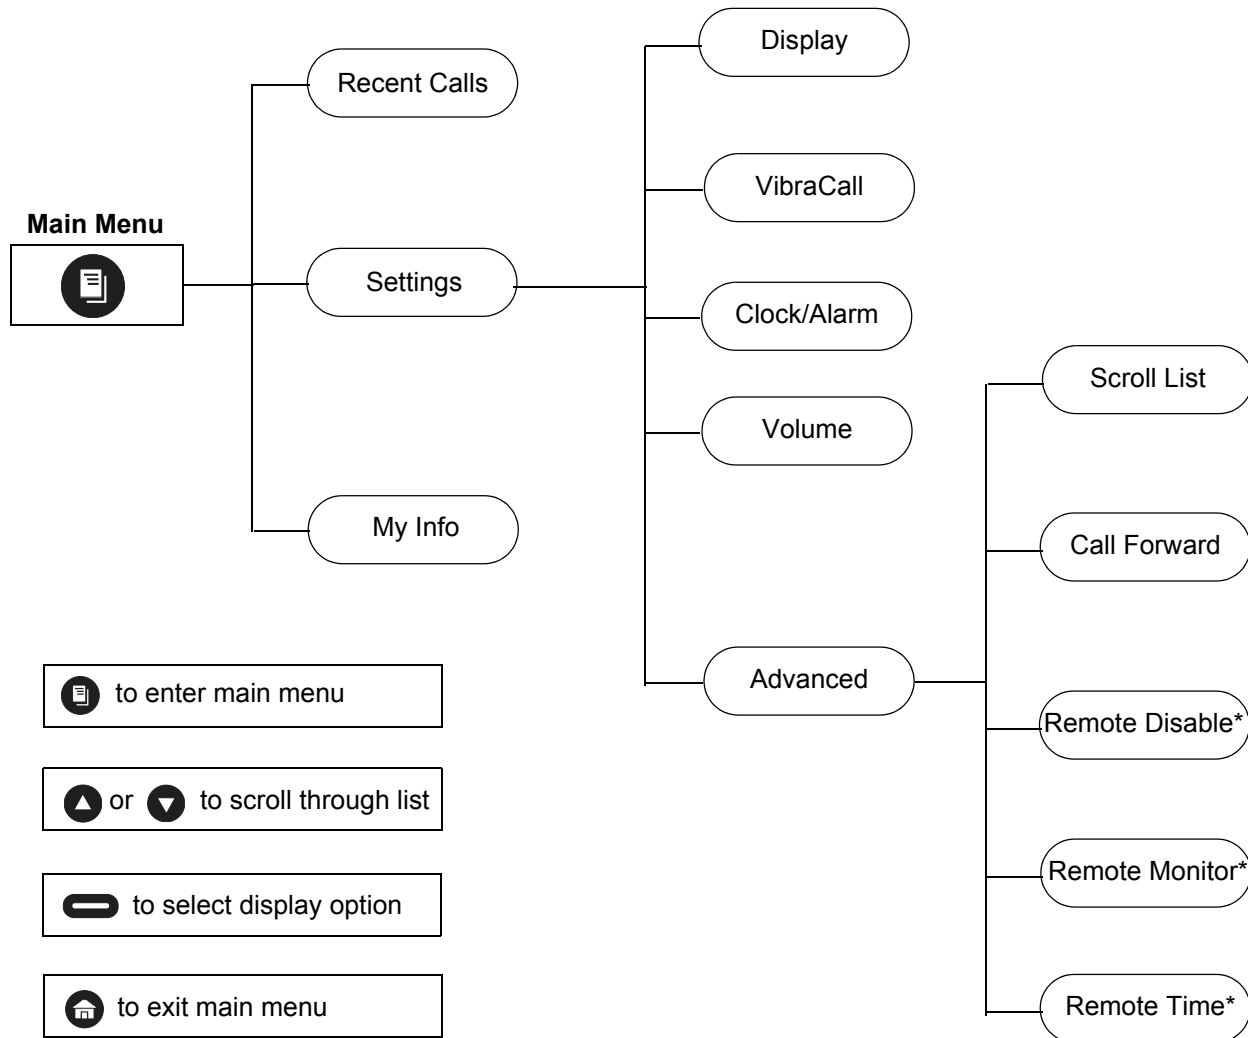 Main Menu
Recent Calls
Settings
My Info
Display
VibraCall
Clock/Alarm
Volume
Advanced
Scroll List
Call Forward
Remote Disable*
Remote Monitor*
Remote Time*
to enter main menu
or to scroll through list
to select display option
to exit main menu